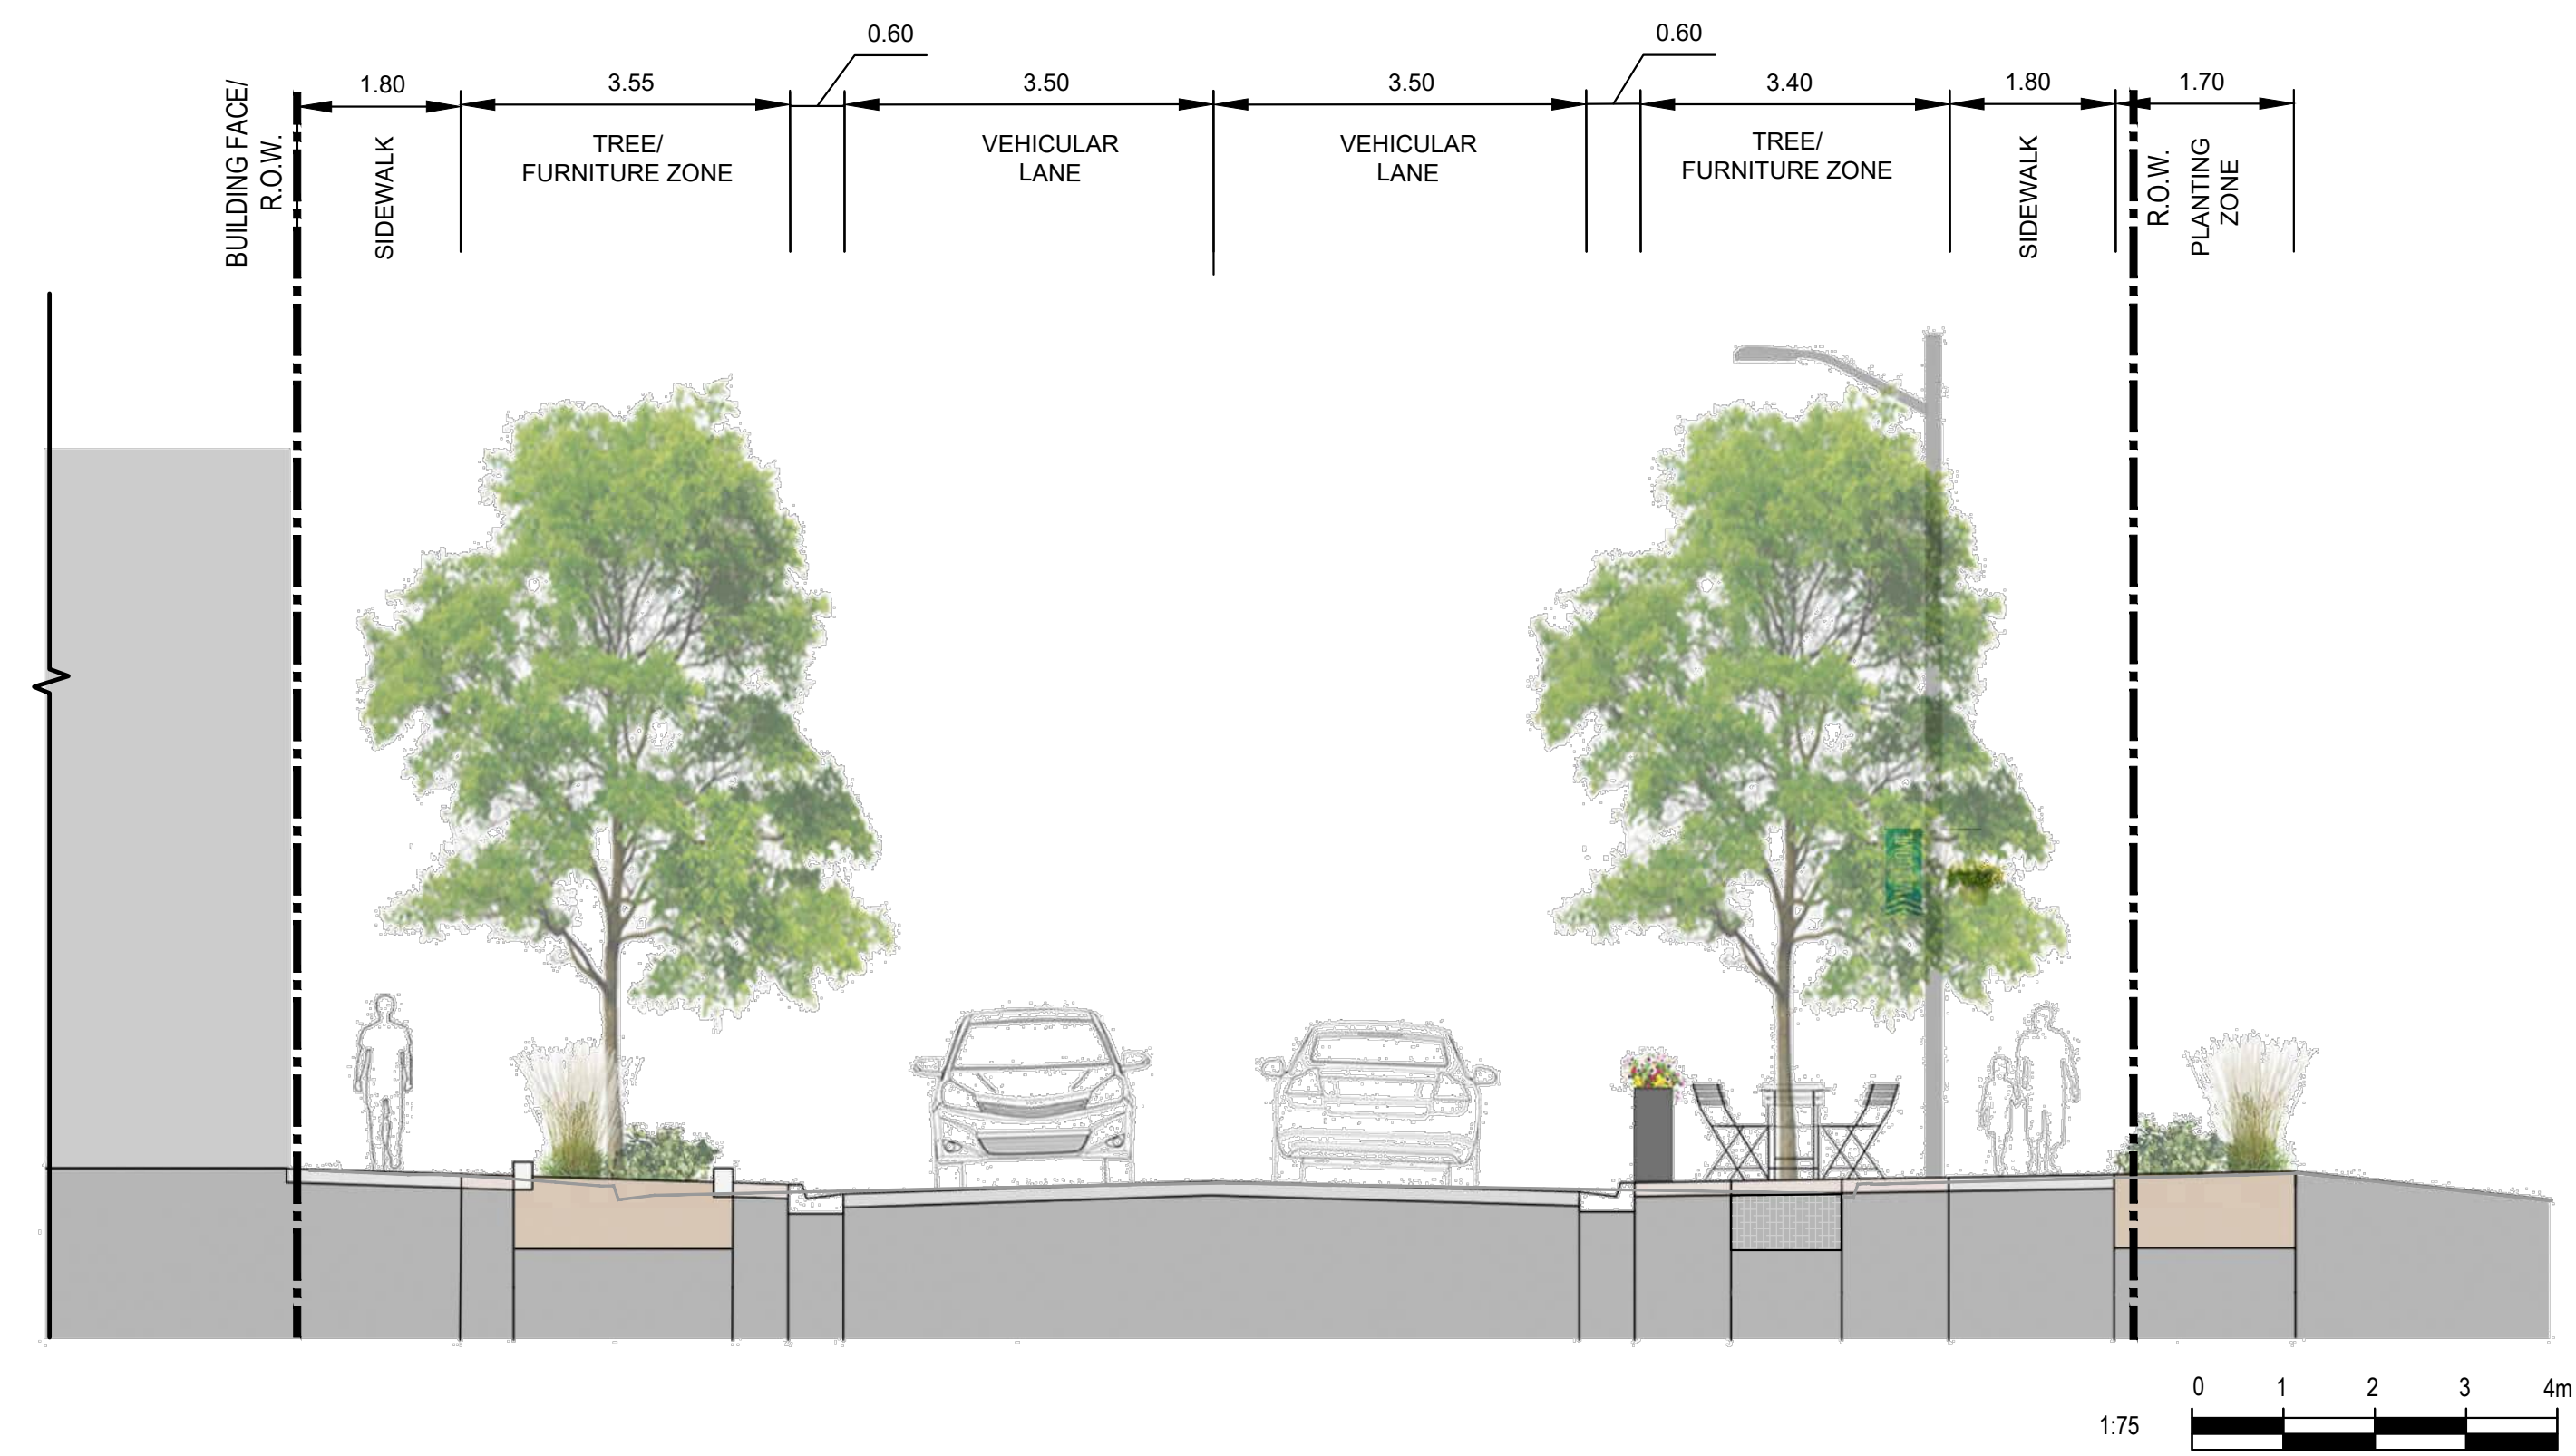 0.60
0.60
1.80
3.55
3.50
3.50
3.40
1.80
1.70
BUILDING FACE/
R.O.W.
SIDEWALK
TREE/
FURNITURE ZONE
VEHICULAR
LANE
VEHICULAR
LANE
TREE/
FURNITURE ZONE
SIDEWALK
R.O.W.
PLANTING
ZONE
WELCOME
0 1 2 3 4m
1:75